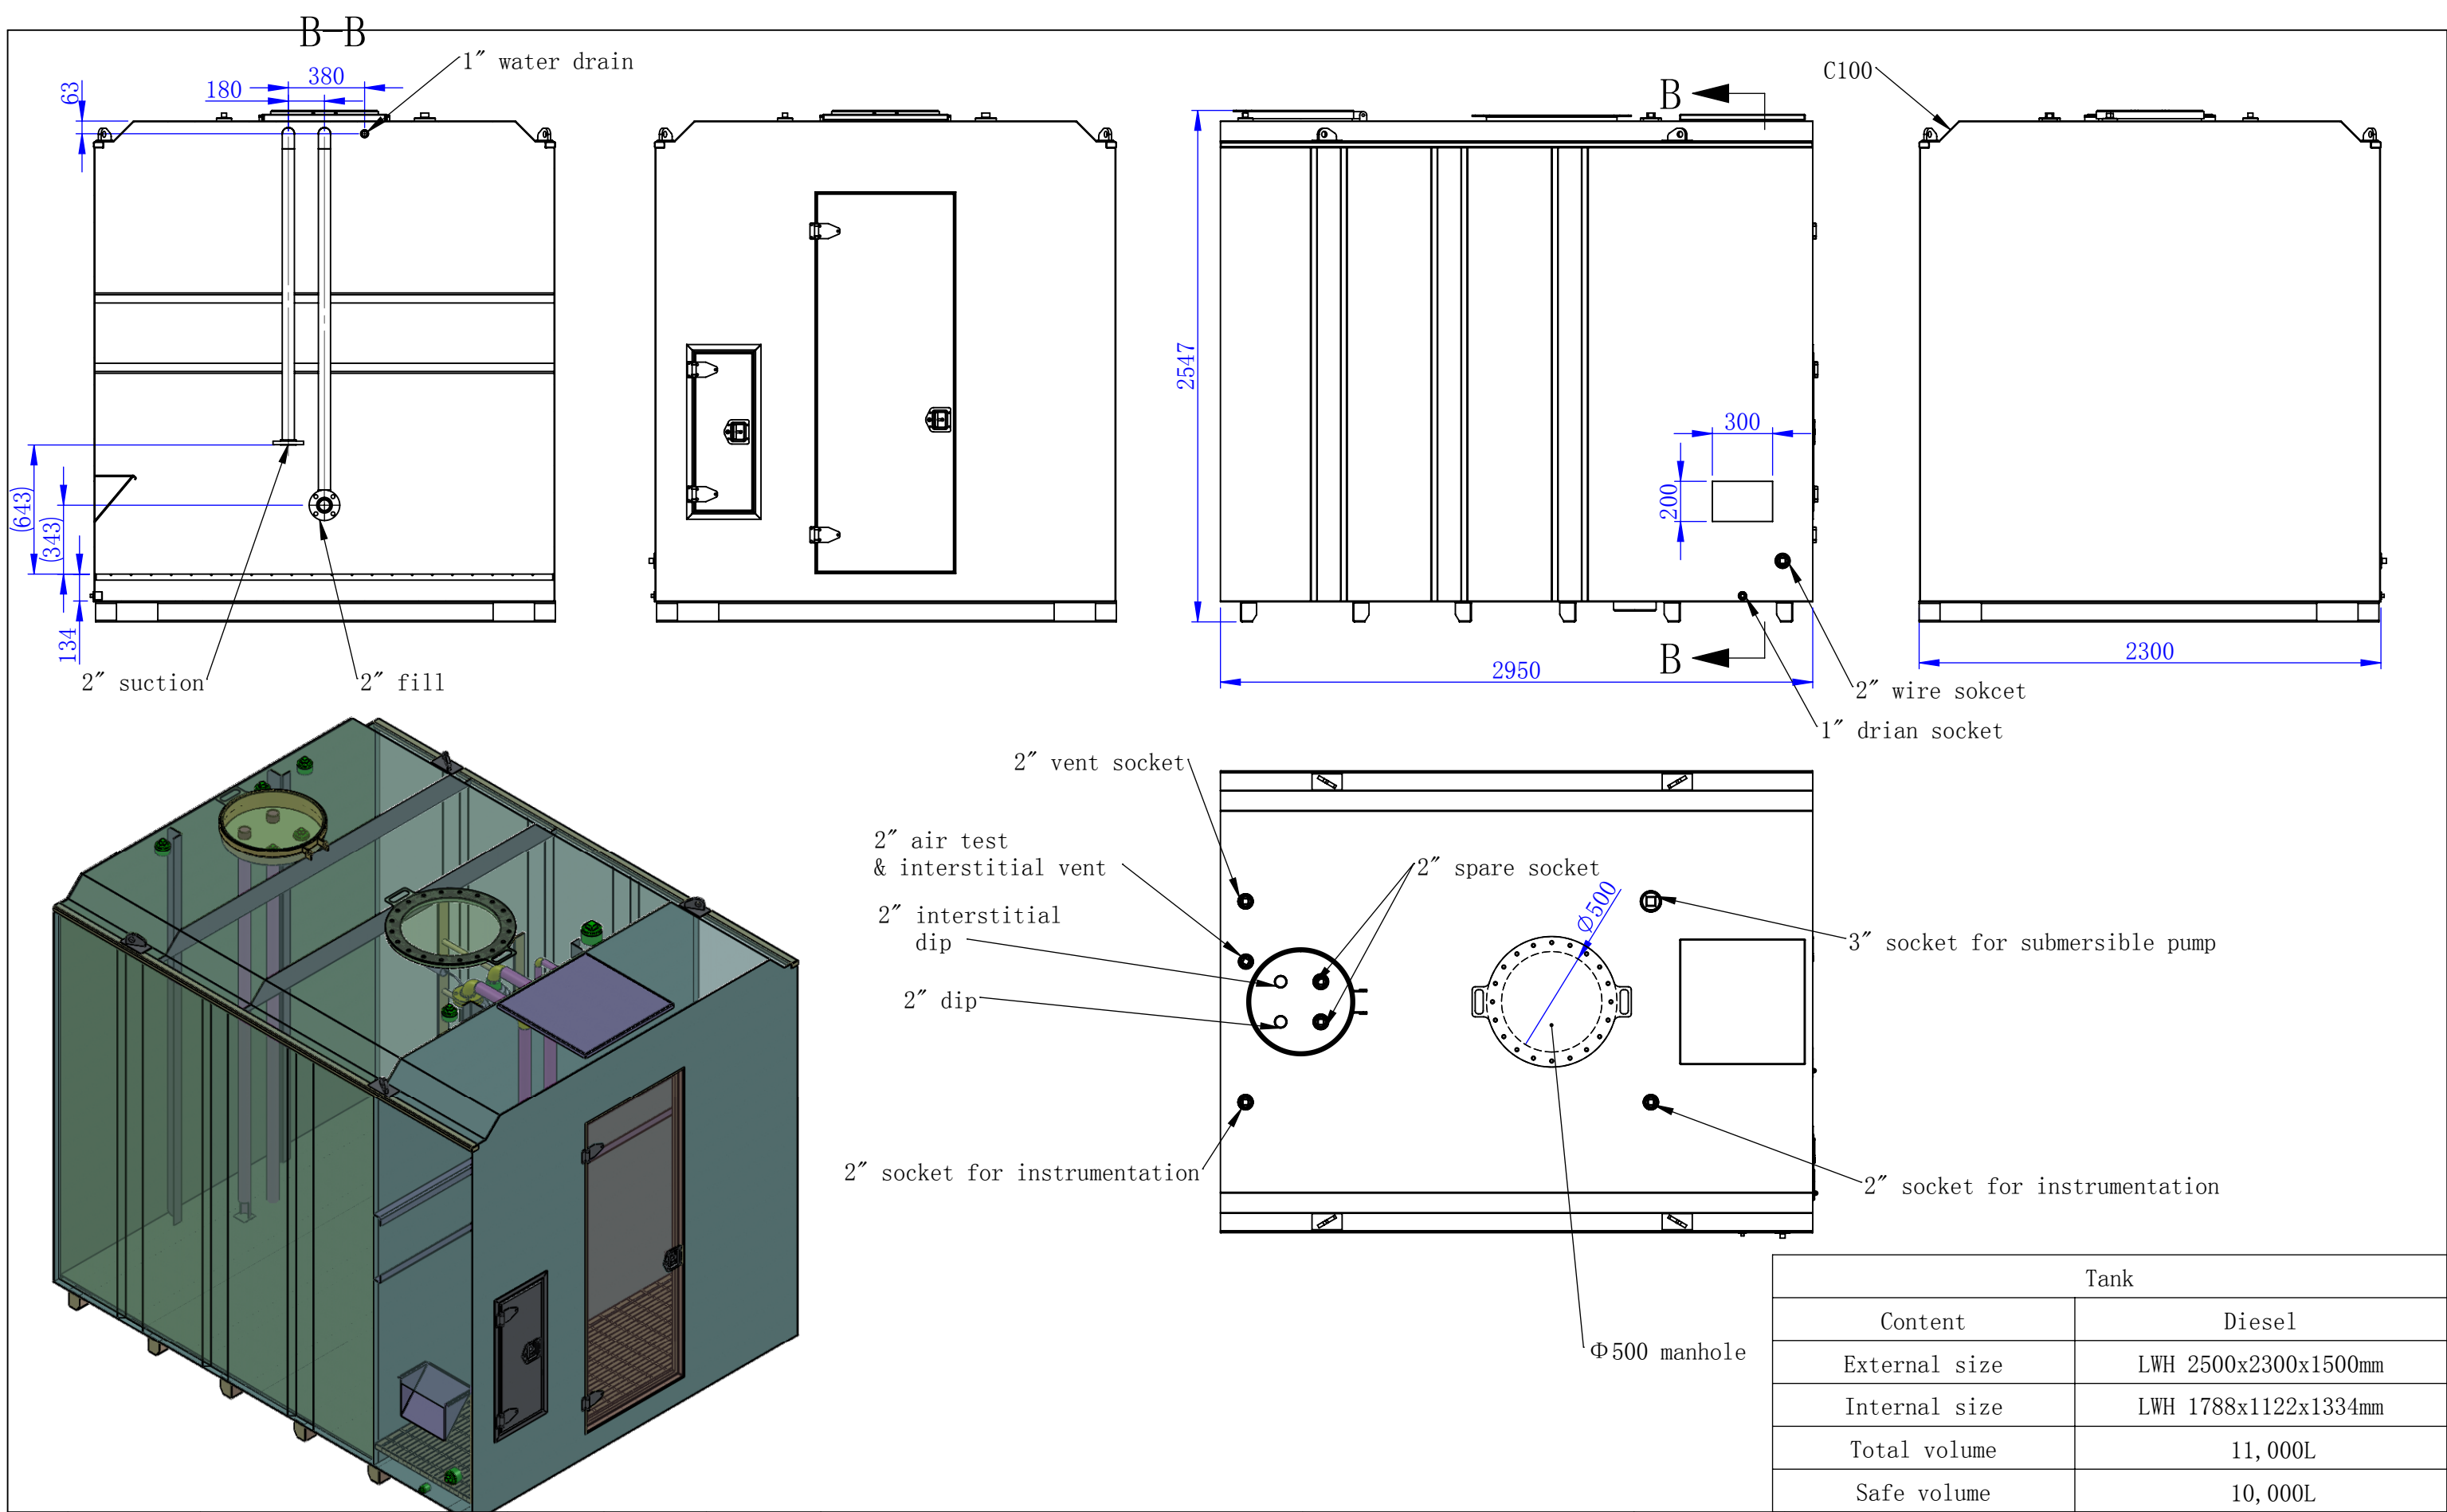 B-B
1″ water drain
63
180
380
(643)
(343)
134
2″ suction
2″ fill
B
2547
300
200
B
2950
2″ wire sokcet
1″ drian socket
C100
2300
2″ vent socket
2″ air test
& interstitial vent
2″ interstitial
dip
2″ dip
2″ spare socket
Φ500
3″ socket for submersible pump
2″ socket for instrumentation
2″ socket for instrumentation
Φ500 manhole
Tank
Content Diesel
External size LWH 2500x2300x1500mm
Internal size LWH 1788x1122x1334mm
Total volume 11,000L
Safe volume 10,000L